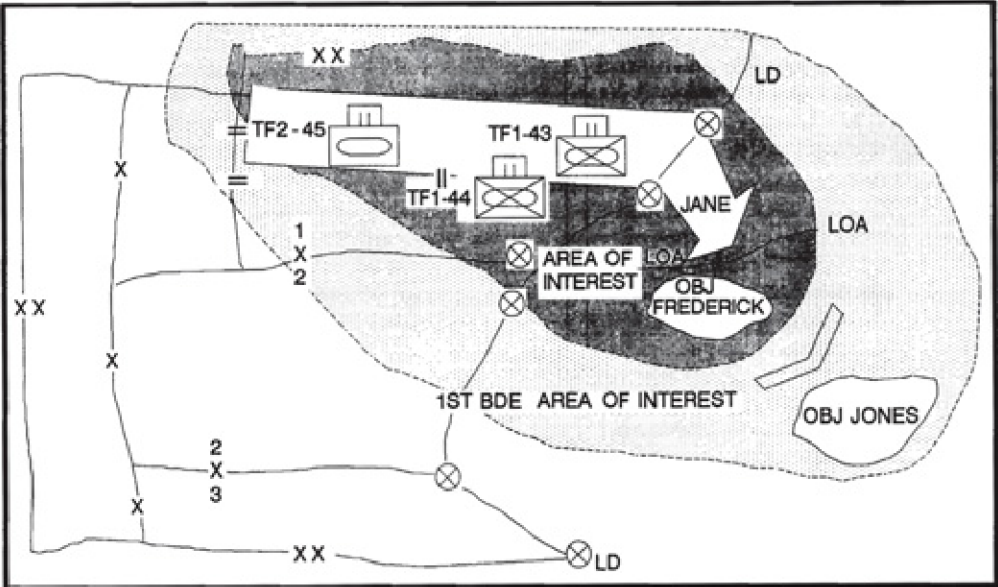 XX
LD
TF2-45
TF1-43
X
TF1-44
JANE
LOA
1
X
2
AREA OF
INTEREST
LOA
OBJ
FREDERICK
XX
X
1ST BDE AREA OF INTEREST
OBJ JONES
2
X
3
X
XX
LD